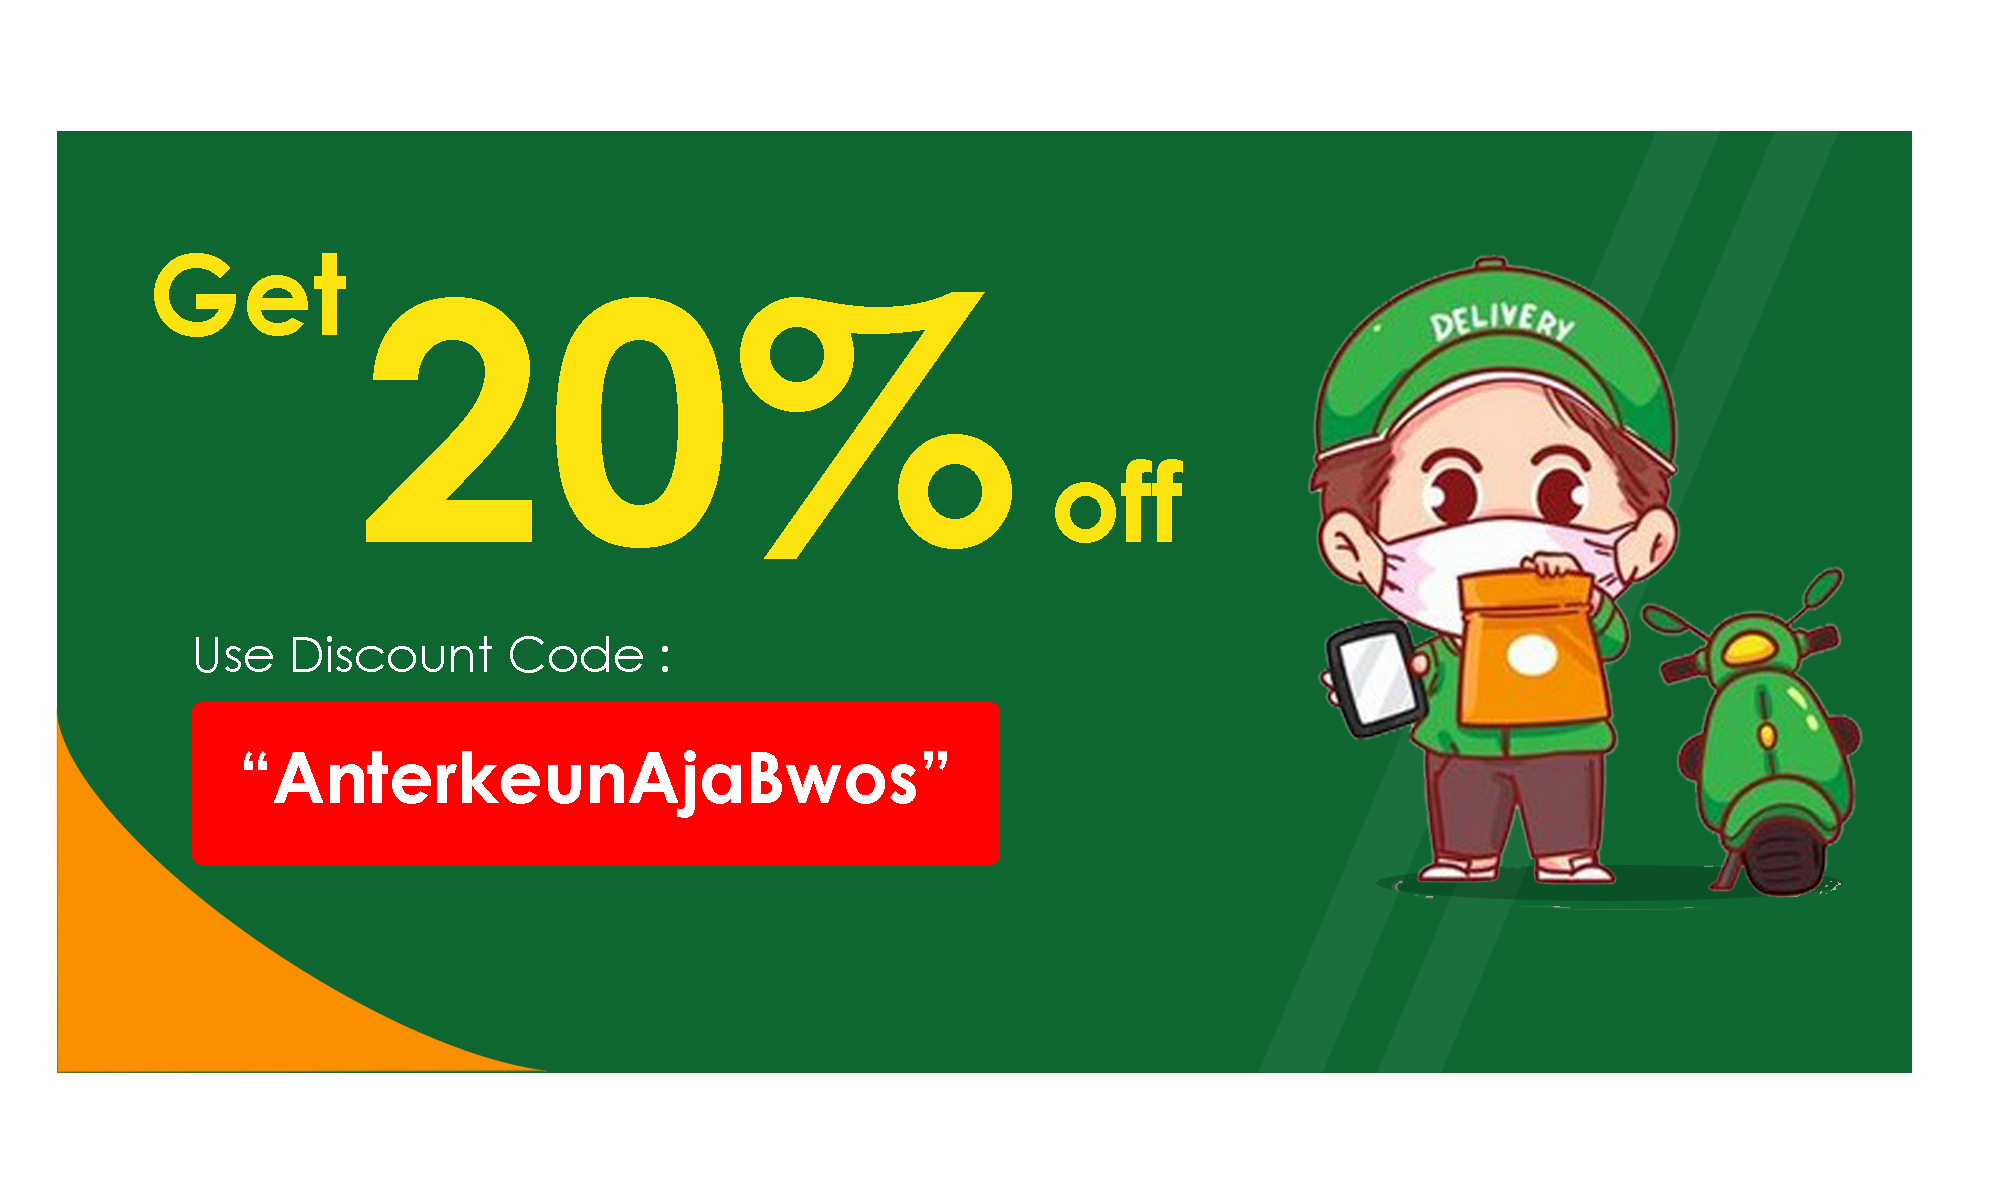 Get
20%
off
DELIVERY
Use Discount Code :
“AnterkeunAjaBwos”